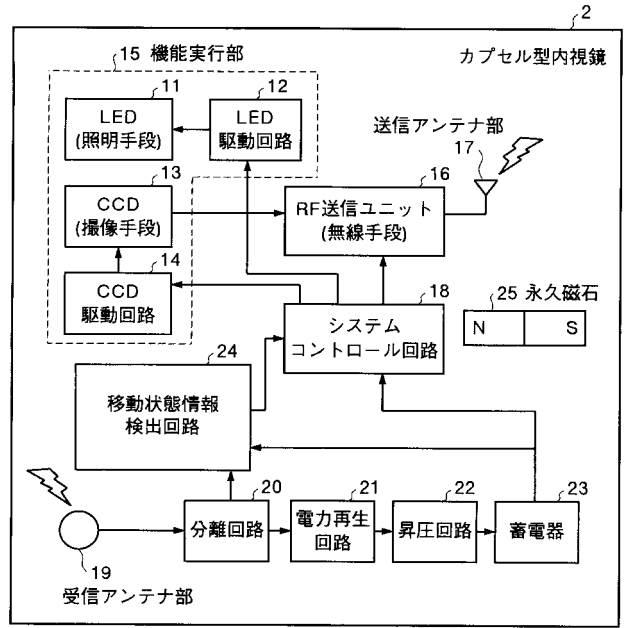 2
カプセル型内視鏡
15 機能実行部
11
LED
(照明手段)
12
LED
駆動回路
送信アンテナ部
17
13
CCD
(撮像手段)
16
RF送信ユニット
(無線手段)
14
CCD
駆動回路
18
システム
コントロール回路
25 永久磁石
N
S
24
移動状態情報
検出回路
20
分離回路
21
電力再生
回路
22
昇圧回路
23
蓄電器
19
受信アンテナ部